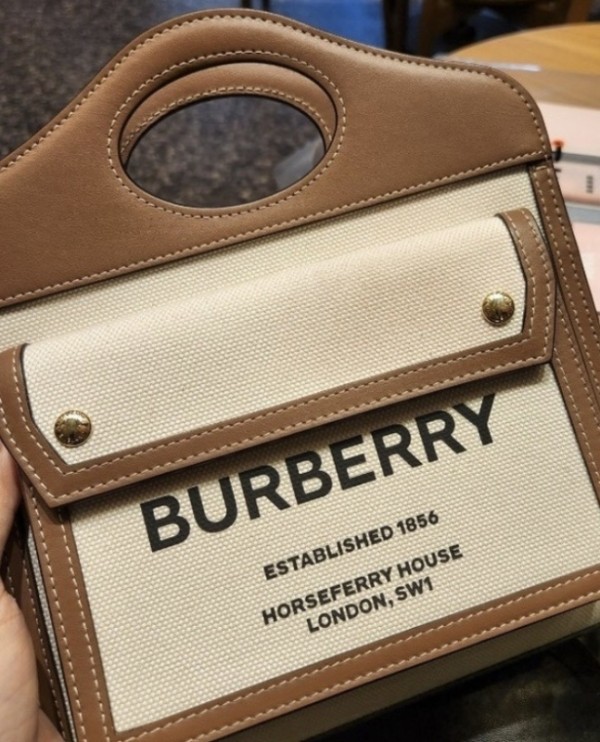 BURBERRY
ESTABLISHED 1856
HORSEFERRY HOUSE
LONDON, SW1